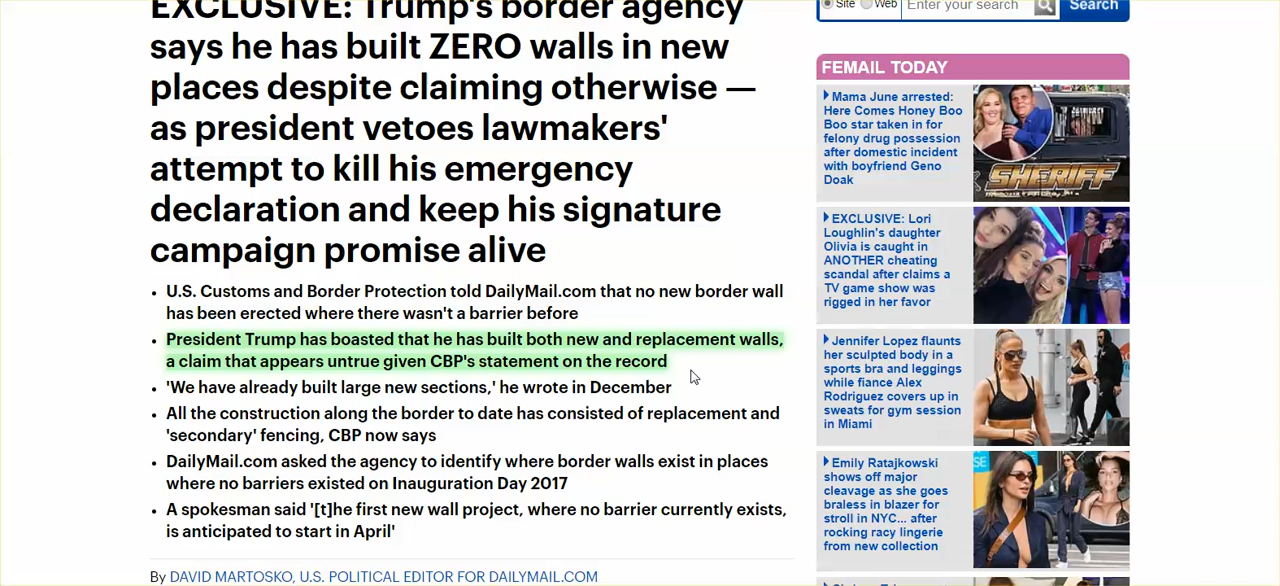 EXCLUSIVE: Trump's border agency
says he has built ZERO walls in new
places despite claiming otherwise —
as president vetoes lawmakers'
attempt to kill his emergency
declaration and keep his signature
campaign promise alive
• U.S. Customs and Border Protection told DailyMail.com that no new border wall
has been erected where there wasn't a barrier before
• President Trump has boasted that he has built both new and replacement walls,
a claim that appears untrue given CBP's statement on the record
• 'We have already built large new sections,' he wrote in December
• All the construction along the border to date has consisted of replacement and
'secondary' fencing, CBP now says
• DailyMail.com asked the agency to identify where border walls exist in places
where no barriers existed on Inauguration Day 2017
• A spokesman said '[t]he first new wall project, where no barrier currently exists,
is anticipated to start in April'
By DAVID MARTOSKO, U.S. POLITICAL EDITOR FOR DAILYMAIL.COM
Site Web Enter your search Search
FEMAIL TODAY
Mama June arrested:
Here Comes Honey Boo
Boo star taken in for
felony drug possession
after domestic incident
with boyfriend Geno
Doak
SHERIFF
EXCLUSIVE: Lori
Loughlin's daughter
Olivia is caught in
ANOTHER cheating
scandal after claims a
TV game show was
rigged in her favor
Jennifer Lopez flaunts
her sculpted body in a
sports bra and leggings
while fiance Alex
Rodriguez covers up in
sweats for gym session
in Miami
Emily Ratajkowski
shows off major
cleavage as she goes
braless in blazer for
stroll in NYC... after
rocking racy lingerie
from new collection